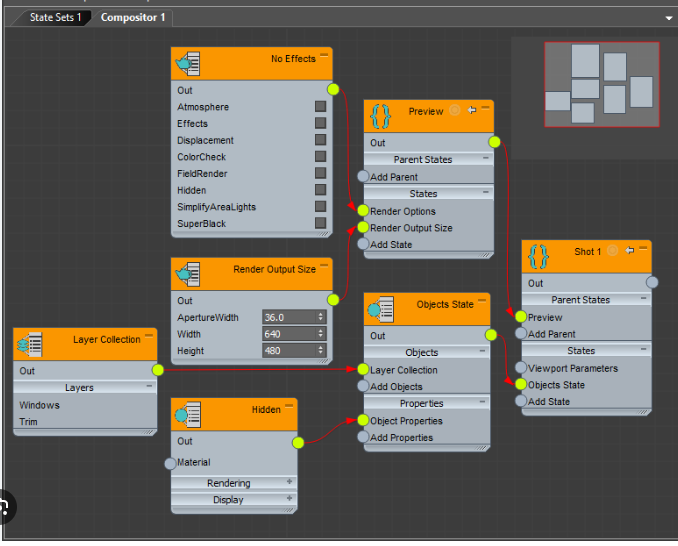 State Sets 1
Compositor 1
No Effects
Out
Atmosphere
Effects
Displacement
ColorCheck
FieldRender
Hidden
SimplifyAreaLights
SuperBlack
Preview
Out
Parent States
Add Parent
States
Render Options
Render Output Size
Add State
Render Output Size
Out
ApertureWidth 36.0
Width 640
Height 480
Shot 1
Out
Parent States
Preview
Add Parent
States
Viewport Parameters
Objects State
Add State
Objects State
Out
Objects
Layer Collection
Add Objects
Properties
Object Properties
Add Properties
Layer Collection
Out
Layers
Windows
Trim
Hidden
Out
Material
Rendering
Display